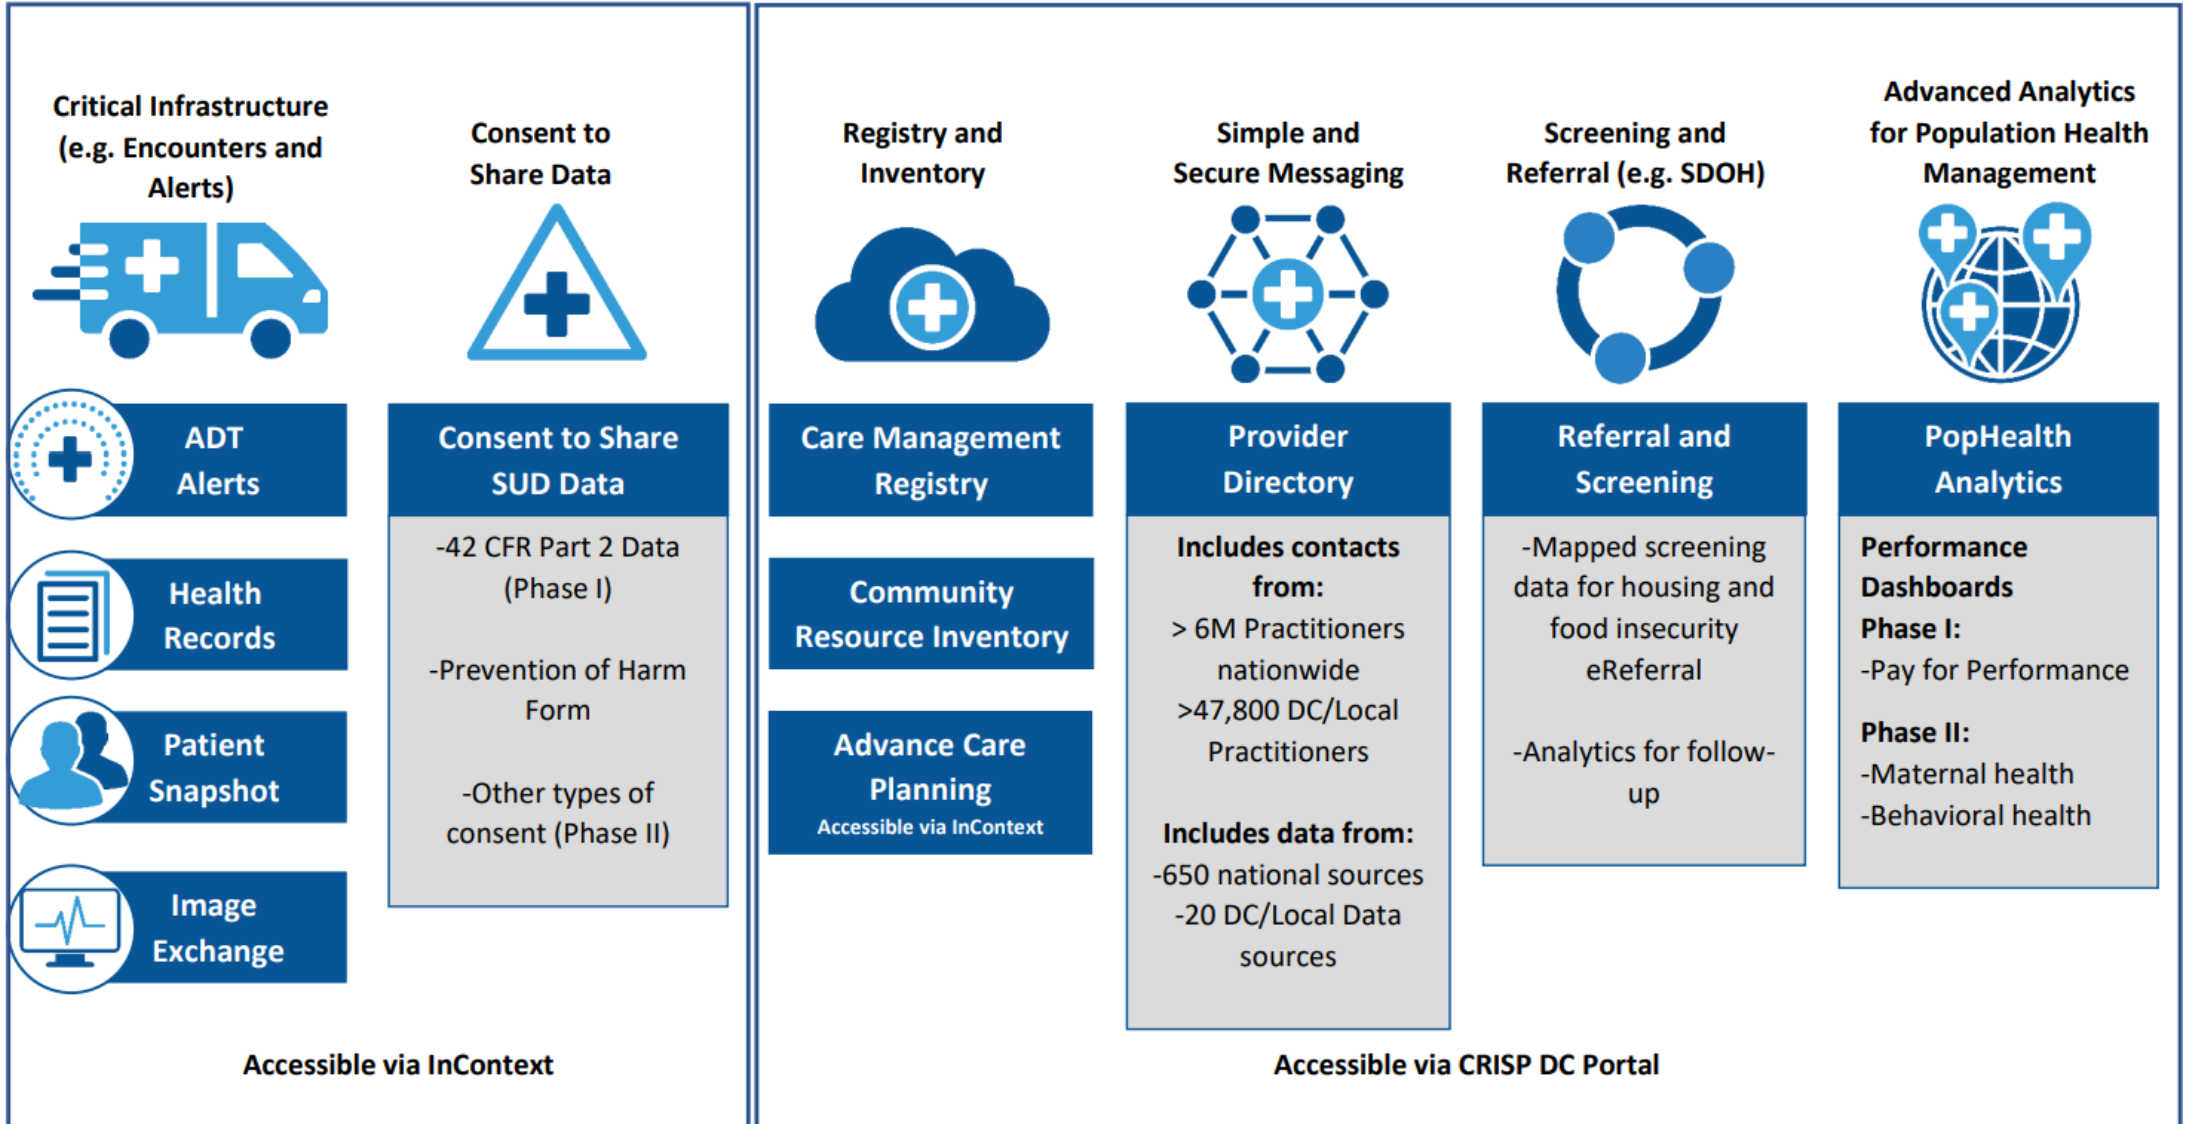 Critical Infrastructure
(e.g. Encounters and
Alerts)
ADT
Alerts
Health
Records
Patient
Snapshot
Image
Exchange
Consent to
Share Data
Consent to Share
SUD Data
-42 CFR Part 2 Data
(Phase I)
-Prevention of Harm
Form
-Other types of
consent (Phase II)
Accessible via InContext
Registry and
Inventory
Care Management
Registry
Community
Resource Inventory
Advance Care
Planning
Accessible via InContext
Simple and
Secure Messaging
Provider
Directory
Includes contacts
from:
> 6M Practitioners
nationwide
>47,800 DC/Local
Practitioners
Includes data from:
-650 national sources
-20 DC/Local Data
sources
Screening and
Referral (e.g. SDOH)
Referral and
Screening
-Mapped screening
data for housing and
food insecurity
eReferral
-Analytics for follow-
up
Advanced Analytics
for Population Health
Management
PopHealth
Analytics
Performance
Dashboards
Phase I:
-Pay for Performance
Phase II:
-Maternal health
-Behavioral health
Accessible via CRISP DC Portal